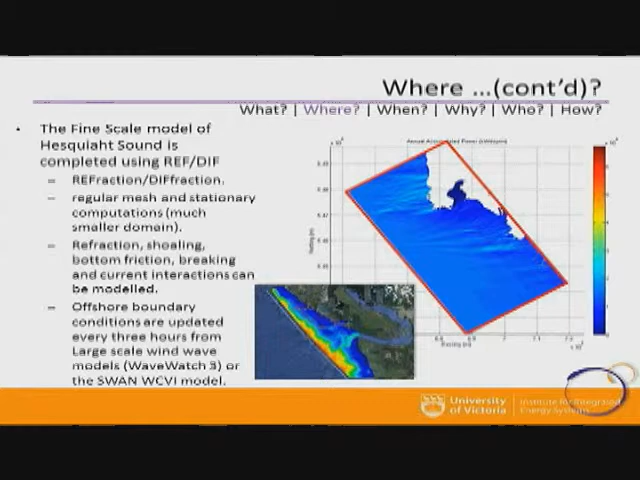 Where ...(cont'd)?
What? | Where? | When? | Why? | Who? | How?
• The Fine Scale model of
Hesquiaht Sound is
completed using REF/DIF
– REFraction/DIFfraction.
– regular mesh and stationary
computations (much
smaller domain).
– Refraction, shoaling,
bottom friction, breaking
and current interactions can
be modelled.
– Offshore boundary
conditions are updated
every three hours from
Large scale wind wave
models (WaveWatch 3) or
the SWAN WCVI model.
Annual Accumulated Power
University
of Victoria
Institute for Integrated
Energy Systems